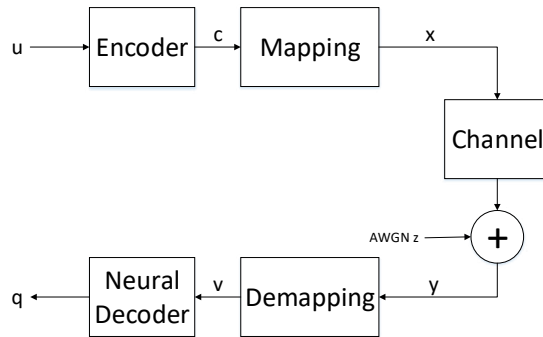 u
Encoder
c
Mapping
x
Channel
AWGN z
+
y
Demapping
v
Neural
Decoder
q